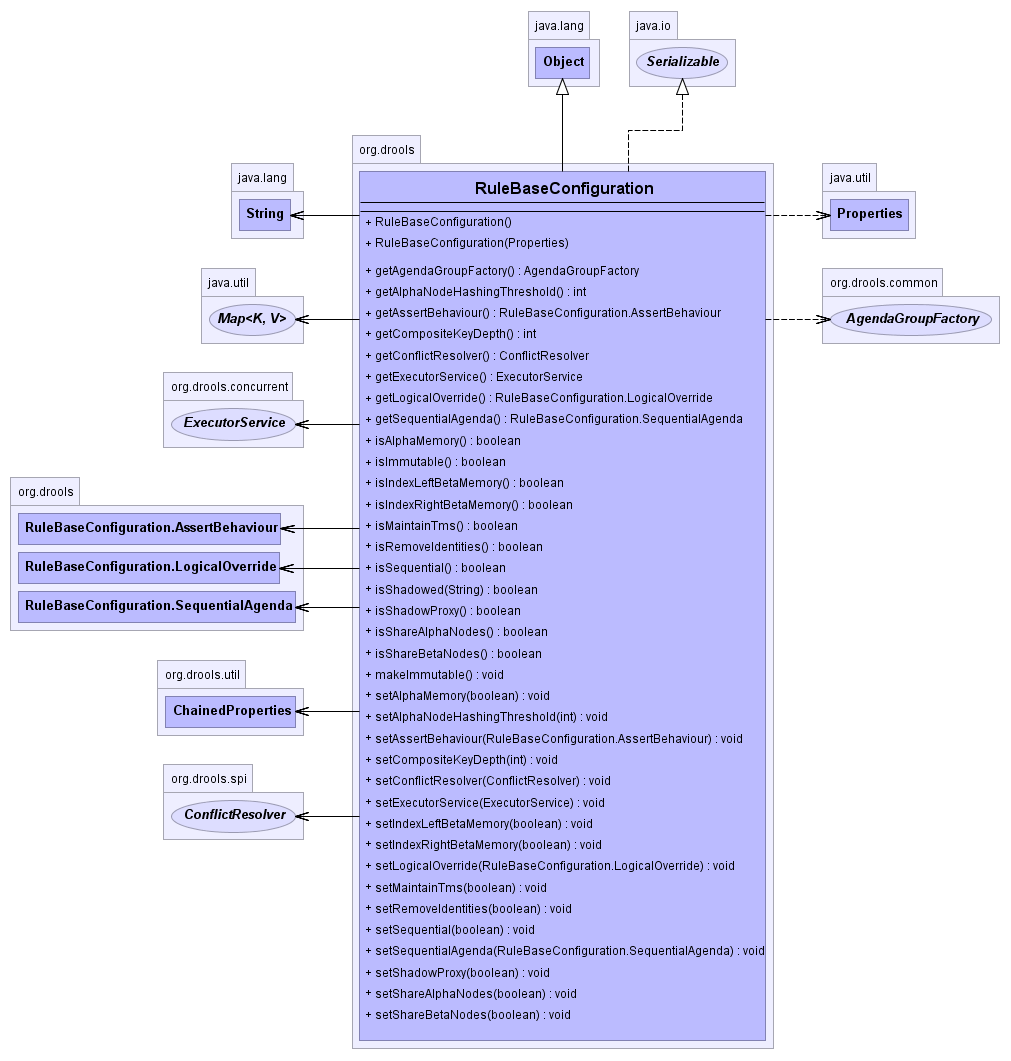 java.lang
Object
java.io
Serializable
org.drools
RuleBaseConfiguration
+ RuleBaseConfiguration()
+ RuleBaseConfiguration(Properties)
+ getAgendaGroupFactory() : AgendaGroupFactory
+ getAlphaNodeHashingThreshold() : int
+ getAssertBehaviour() : RuleBaseConfiguration.AssertBehaviour
+ getCompositeKeyDepth() : int
+ getConflictResolver() : ConflictResolver
+ getExecutorService() : ExecutorService
+ getLogicalOverride() : RuleBaseConfiguration.LogicalOverride
+ getSequentialAgenda() : RuleBaseConfiguration.SequentialAgenda
+ isAlphaMemory() : boolean
+ isImmutable() : boolean
+ isIndexLeftBetaMemory() : boolean
+ isIndexRightBetaMemory() : boolean
+ isMaintainTms() : boolean
+ isRemoveIdentities() : boolean
+ isSequential() : boolean
+ isShadowed(String) : boolean
+ isShadowProxy() : boolean
+ isShareAlphaNodes() : boolean
+ isShareBetaNodes() : boolean
+ makeImmutable() : void
+ setAlphaMemory(boolean) : void
+ setAlphaNodeHashingThreshold(int) : void
+ setAssertBehaviour(RuleBaseConfiguration.AssertBehaviour) : void
+ setCompositeKeyDepth(int) : void
+ setConflictResolver(ConflictResolver) : void
+ setExecutorService(ExecutorService) : void
+ setIndexLeftBetaMemory(boolean) : void
+ setIndexRightBetaMemory(boolean) : void
+ setLogicalOverride(RuleBaseConfiguration.LogicalOverride) : void
+ setMaintainTms(boolean) : void
+ setRemoveIdentities(boolean) : void
+ setSequential(boolean) : void
+ setSequentialAgenda(RuleBaseConfiguration.SequentialAgenda) : void
+ setShadowProxy(boolean) : void
+ setShareAlphaNodes(boolean) : void
+ setShareBetaNodes(boolean) : void
java.lang
String
java.util
Map<K, V>
org.drools.concurrent
ExecutorService
org.drools
RuleBaseConfiguration.AssertBehaviour
RuleBaseConfiguration.LogicalOverride
RuleBaseConfiguration.SequentialAgenda
org.drools.util
ChainedProperties
org.drools.spi
ConflictResolver
java.util
Properties
org.drools.common
AgendaGroupFactory